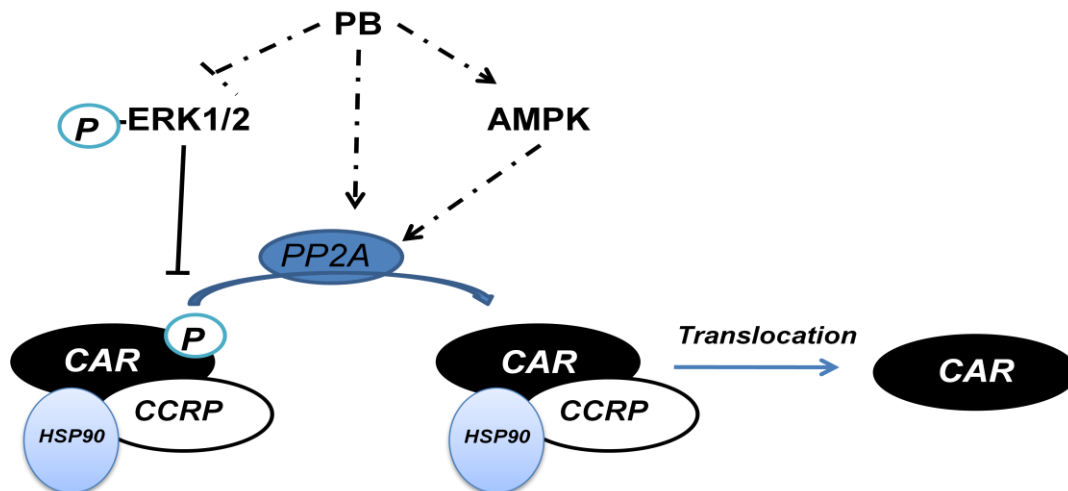 PB
P
-ERK1/2
AMPK
PP2A
P
CAR
CCRP
HSP90
CAR
CCRP
HSP90
Translocation
CAR